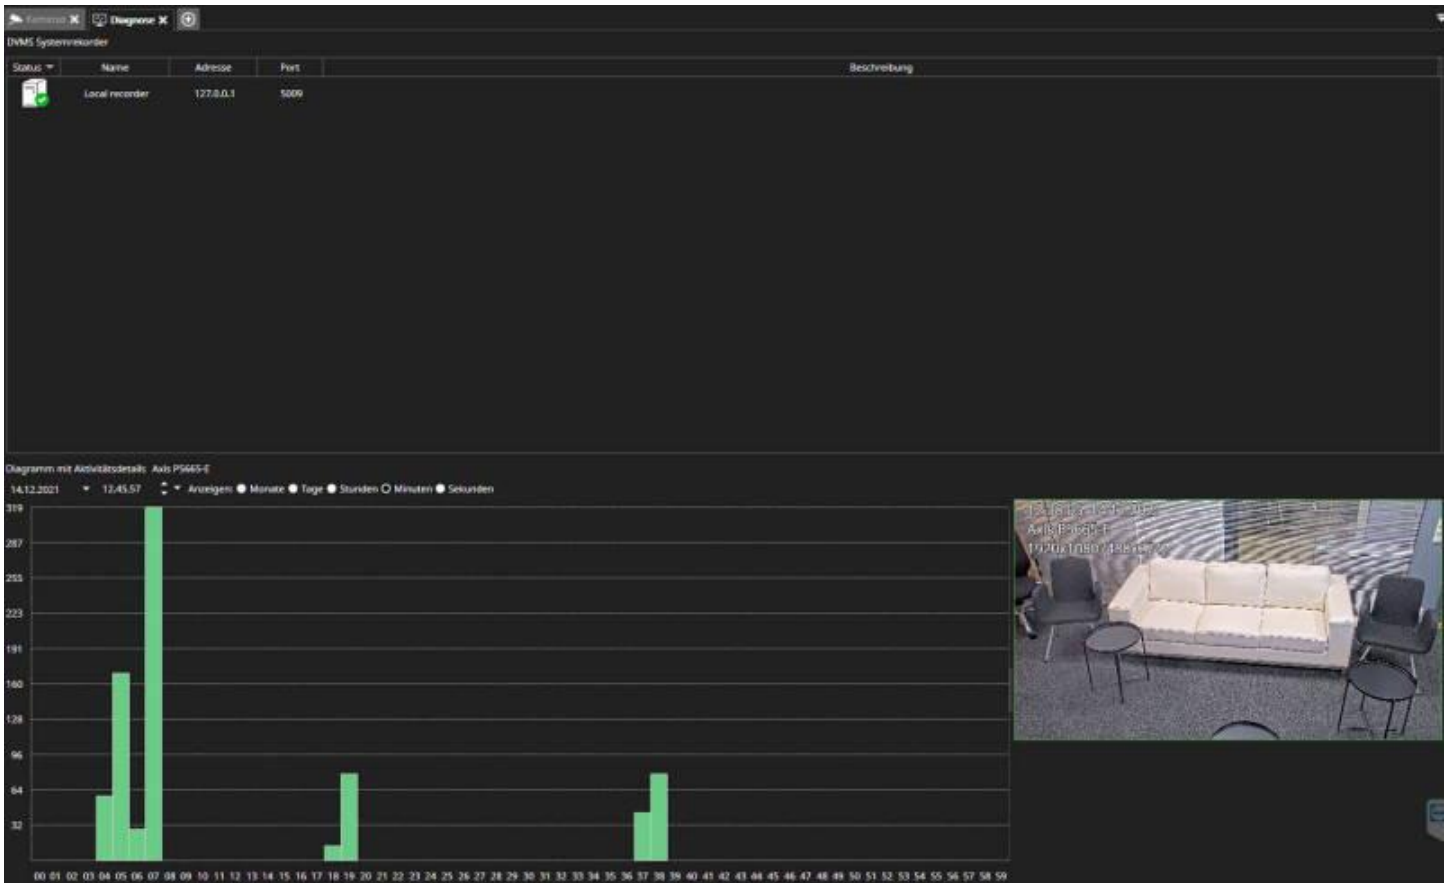 Kameras Diagnose
DVMS Systemrekorder
Status Name Adresse Port Beschreibung
Local recorder 127.0.0.1 5009
Diagramm mit Aktivitätsdetails Axis P5665-E
14.12.2021 12.45.57 Anzeigen: Monate Tage Stunden Minuten Sekunden
319
287
255
223
191
160
128
96
64
32
Axis P5665-E
00 01 02 03 04 05 06 07 08 09 10 11 12 13 14 15 16 17 18 19 20 21 22 23 24 25 26 27 28 29 30 31 32 33 34 35 36 37 38 39 40 41 42 43 44 45 46 47 48 49 50 51 52 53 54 55 56 57 58 59